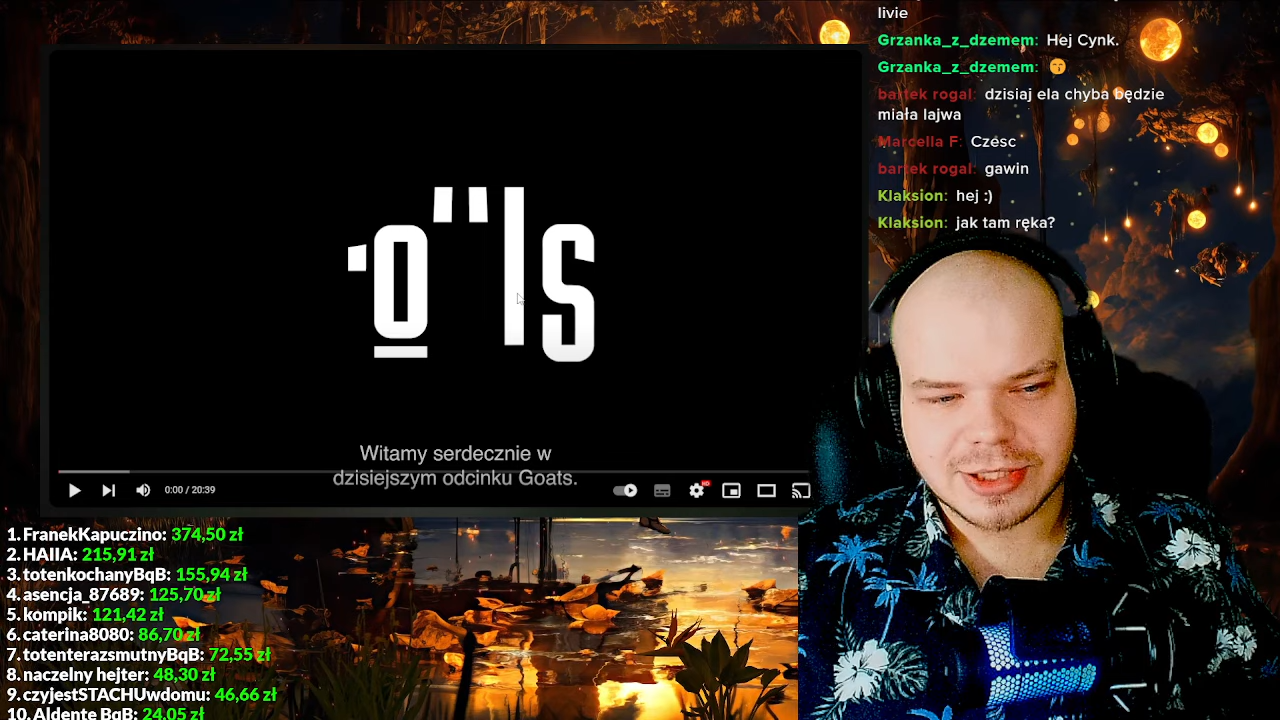 livie
Grzanka_z_dzemem: Hej Cynk.
Grzanka_z_dzemem: 😙
bartek rogal: dzisiaj ela chyba będzie
miała lajwa
Marcella F: Czesc
bartek rogal: gawin
Klaksion: hej :)
Klaksion: jak tam ręka?
Witamy serdecznie w
dzisiejszym odcinku Goats.
0:00 / 20:39
HD
1. FranekKapuczino: 374,50 zł
2. HAIIA: 215,91 zł
3. totenkochanyBqB: 155,94 zł
4. asencja_87689: 125,70 zł
5. kompik: 121,42 zł
6. caterina8080: 86,70 zł
7. totenterazsmutnyBqB: 72,55 zł
8. naczelny hejter: 48,30 zł
9. czyjestSTACHUwdomu: 46,66 zł
10. Aldente BqB: 24,05 zł